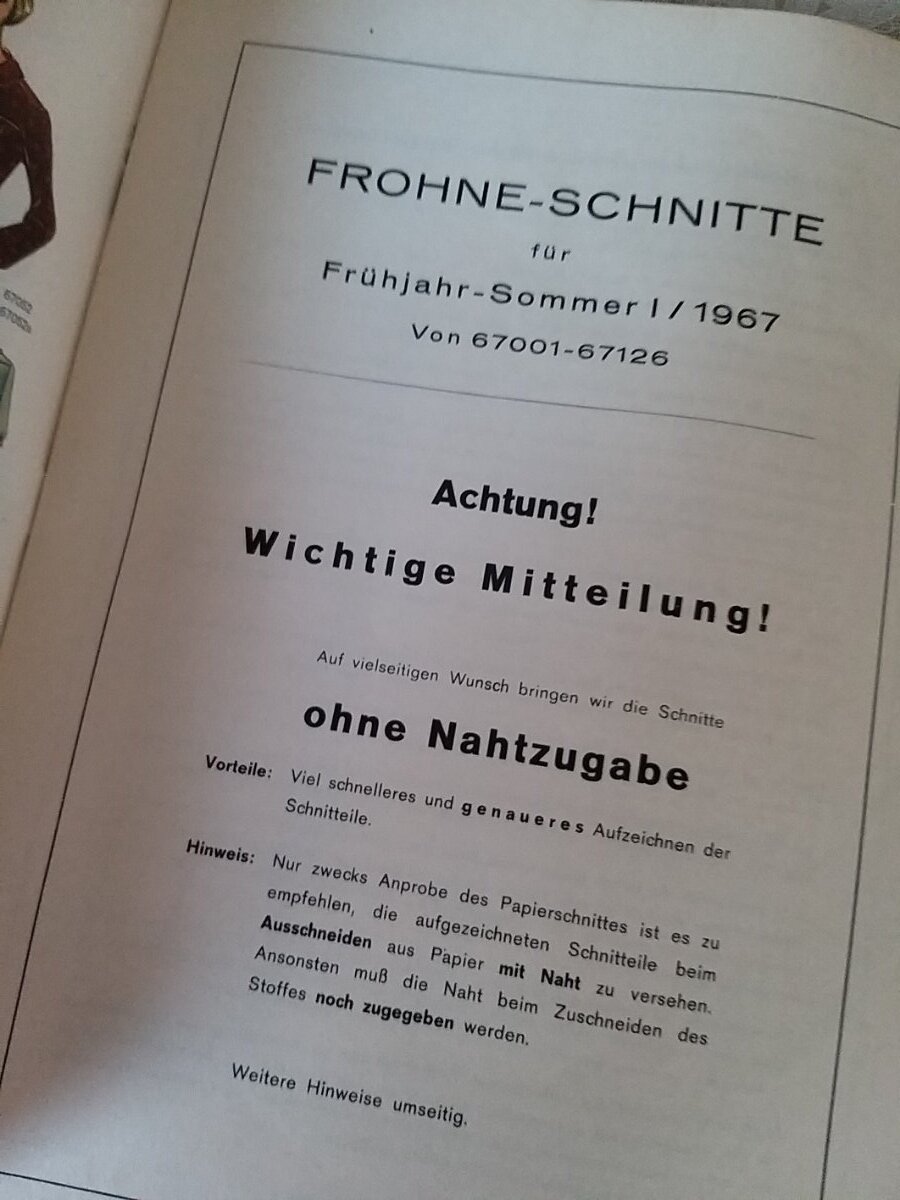 67052
67052a
FROHNE-SCHNITTE
für
Frühjahr-Sommer I / 1967
Von 67001-67126
Achtung!
Wichtige Mitteilung!
Auf vielseitigen Wunsch bringen wir die Schnitte
ohne Nahtzugabe
Vorteile: Viel schnelleres und genaueres Aufzeichnen der
Schnitteile.
Hinweis: Nur zwecks Anprobe des Papierschnittes ist es zu
empfehlen, die aufgezeichneten Schnitteile beim
Ausschneiden aus Papier mit Naht zu versehen.
Ansonsten muß die Naht beim Zuschneiden des
Stoffes noch zugegeben werden.
Weitere Hinweise umseitig.